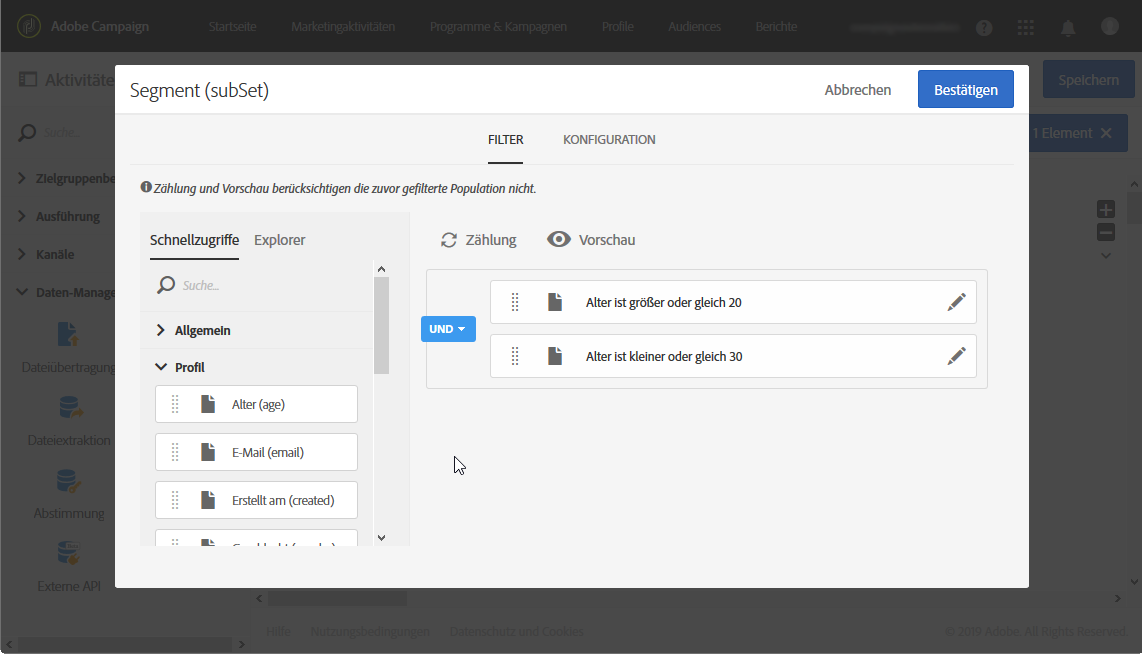 Adobe Campaign
Startseite
Marketingaktivitäten
Programme & Kampagnen
Profile
Audiences
Berichte
Aktivitäte
Speichern
Suche...
1 Element
Zielgruppenbe
Ausführung
Kanäle
Daten-Manage
Dateiübertragung
Dateiextraktion
Abstimmung
Externe API
Segment (subSet)
Abbrechen
Bestätigen
FILTER
KONFIGURATION
Zählung und Vorschau berücksichtigen die zuvor gefilterte Population nicht.
Schnellzugriffe
Explorer
Suche...
Allgemein
Profil
Alter (age)
E-Mail (email)
Erstellt am (created)
Zählung
Vorschau
UND
Alter ist größer oder gleich 20
Alter ist kleiner oder gleich 30
Hilfe
Nutzungsbedingungen
Datenschutz und Cookies
© 2019 Adobe. All Rights Reserved.